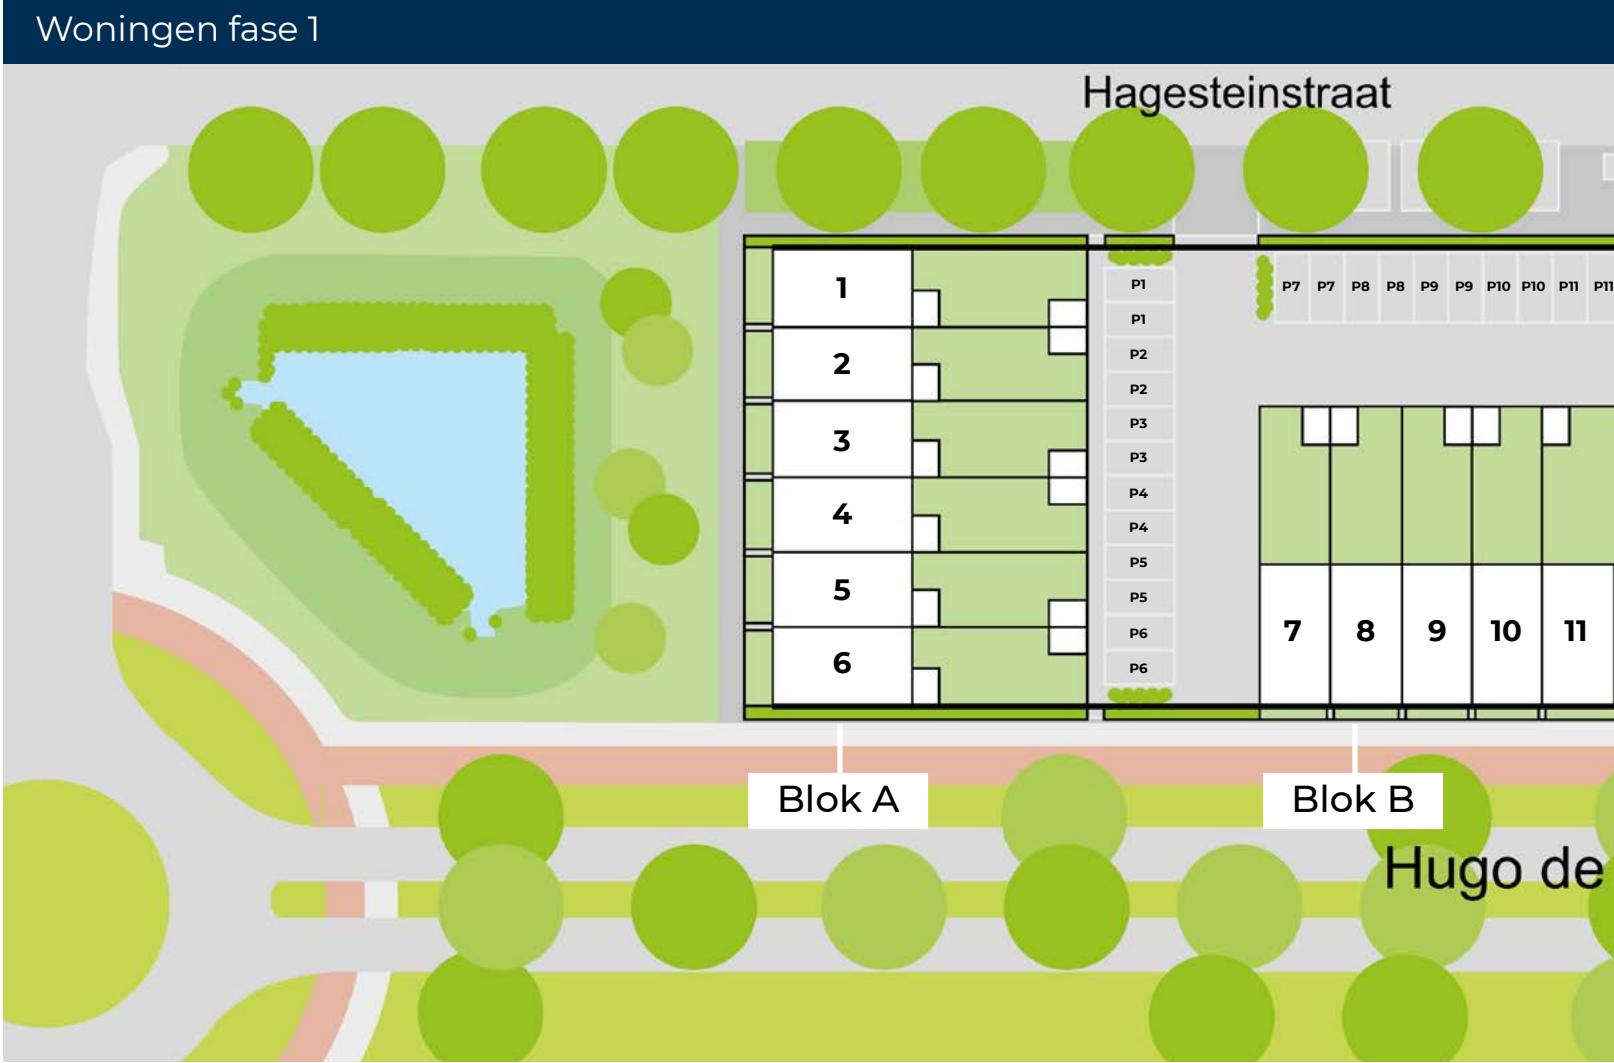 Woningen fase 1
Hagesteinstraat
1
2
3
4
5
6
P1
P1
P2
P2
P3
P3
P4
P4
P5
P5
P6
P6
P7 P7 P8 P8 P9 P9 P10 P10 P11 P11
7 8 9 10 11
Blok A
Blok B
Hugo de